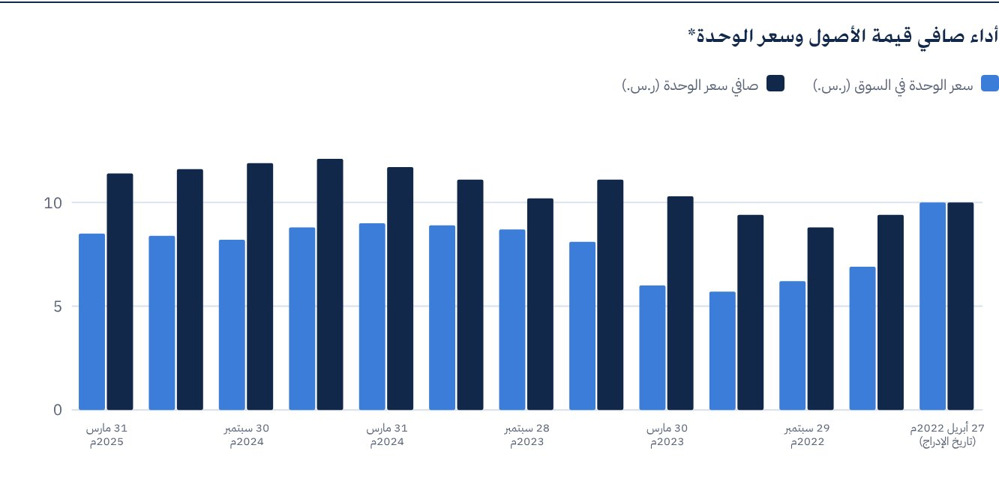 أداء صافي قيمة الأصول وسعر الوحدة*
سعر الوحدة في السوق (ر.س.)
صافي سعر الوحدة (ر.س.)
10
5
0
27 أبريل 2022م
(تاريخ الإدراج)
29 سبتمبر
2022م
30 مارس
2023م
28 سبتمبر
2023م
31 مارس
2024م
30 سبتمبر
2024م
31 مارس
2025م